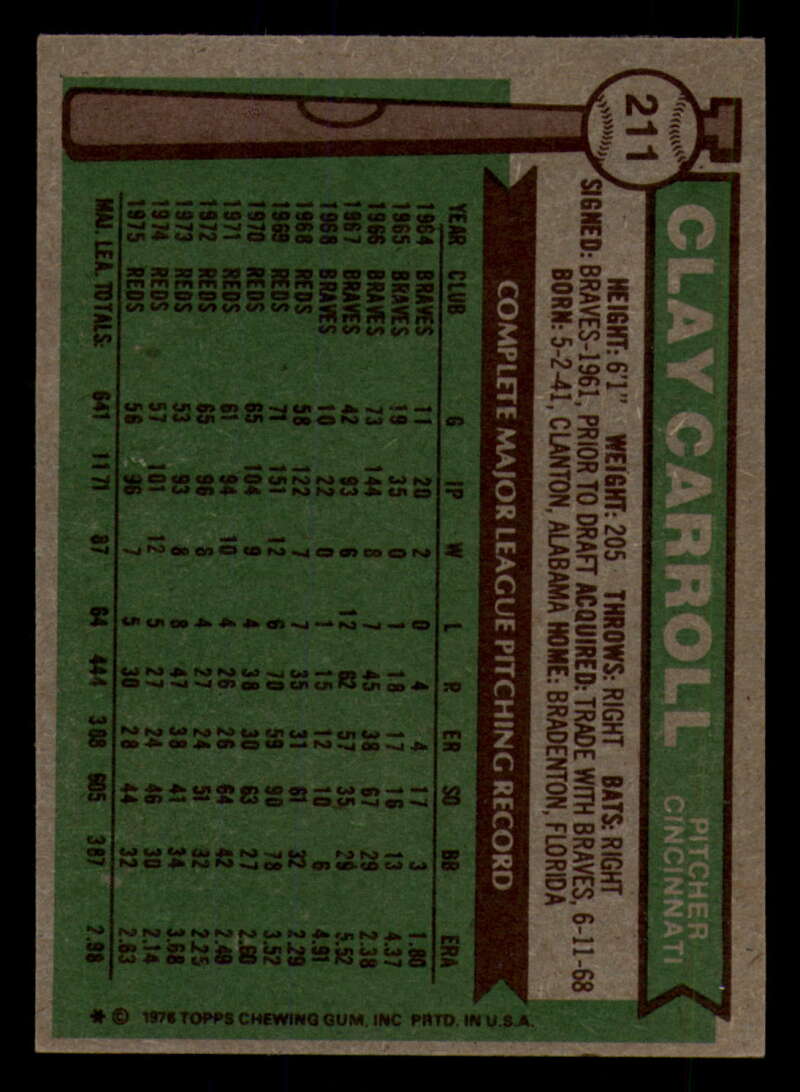 211
CLAY CARROLL
PITCHER
CINCINNATI
HEIGHT: 6'1" WEIGHT: 205 THROWS: RIGHT BATS: RIGHT
SIGNED: BRAVES-1961, PRIOR TO DRAFT ACQUIRED: TRADE WITH BRAVES, 6-11-68
BORN: 5-2-41, CLANTON, ALABAMA HOME: BRADENTON, FLORIDA
COMPLETE MAJOR LEAGUE PITCHING RECORD
YEAR CLUB G IP W L R ER SO BB ERA
1964 BRAVES 11 20 2 0 4 4 17 3 1.80
1965 BRAVES 19 35 0 1 18 17 16 13 4.37
1966 BRAVES 73 144 8 7 45 38 67 29 2.38
1967 BRAVES 42 93 6 12 62 57 35 29 5.52
1968 BRAVES 10 22 0 1 15 12 10 6 4.91
1968 REDS 58 122 7 7 35 31 61 32 2.29
1969 REDS 71 151 12 6 70 59 90 78 3.52
1970 REDS 65 104 9 4 38 30 63 27 2.60
1971 REDS 61 94 10 4 26 26 64 42 2.49
1972 REDS 65 96 6 4 27 24 51 32 2.25
1973 REDS 53 93 8 8 47 38 41 34 3.68
1974 REDS 57 101 12 5 27 24 46 30 2.14
1975 REDS 56 96 7 5 30 28 44 32 2.63
MAJ. LEA. TOTALS: 641 1171 87 64 444 388 605 387 2.98
* © 1976 TOPPS CHEWING GUM, INC PRTD. IN U.S.A.